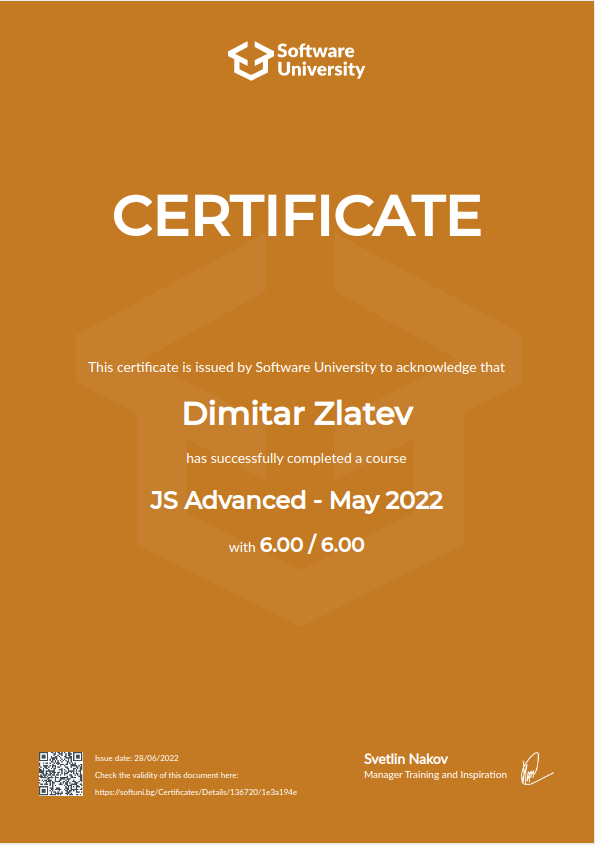 Software
University
CERTIFICATE
This certificate is issued by Software University to acknowledge that
Dimitar Zlatev
has successfully completed a course
JS Advanced - May 2022
with 6.00 / 6.00
Issue date: 28/06/2022
Check the validity of this document here:
https://softuni.bg/Certificates/Details/136720/1e3a194e
Svetlin Nakov
Manager Training and Inspiration